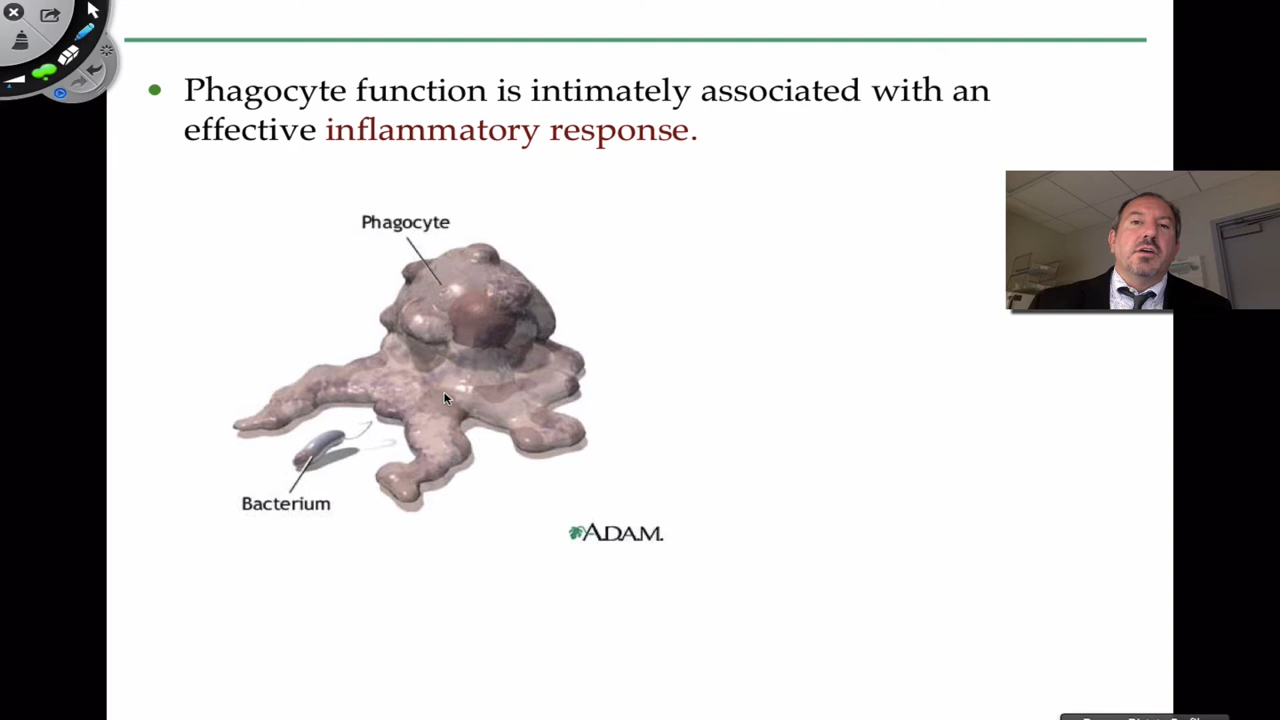 Phagocyte function is intimately associated with an
effective inflammatory response.
Phagocyte
Bacterium
A.D.A.M.